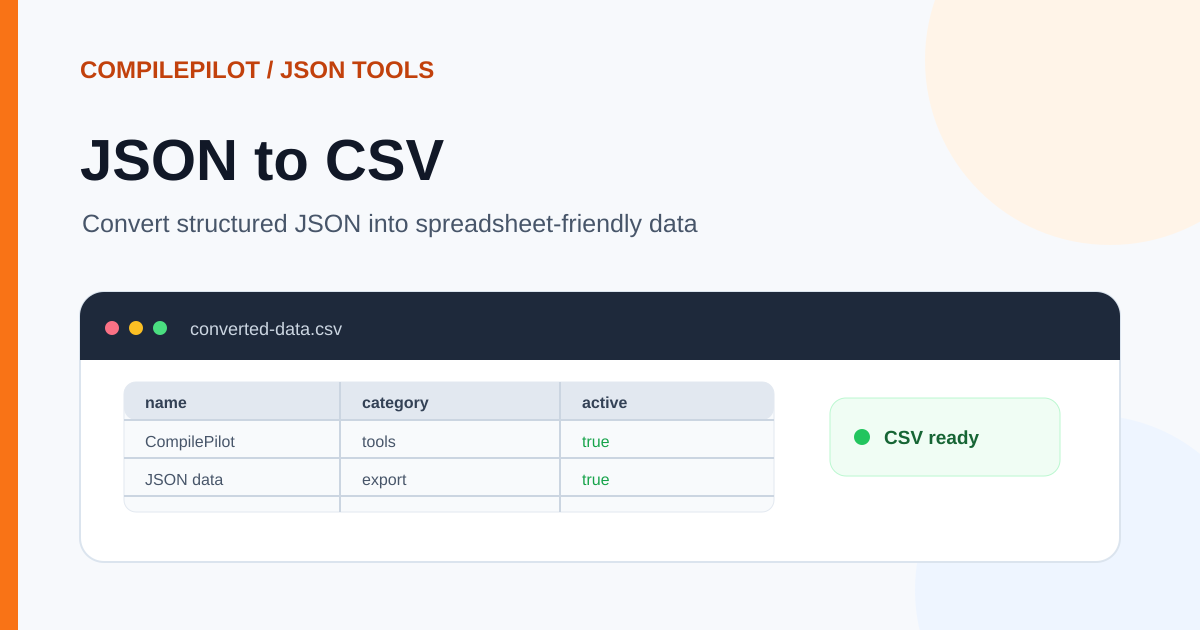 COMPILEPILOT / JSON TOOLS
JSON to CSV
Convert structured JSON into spreadsheet-friendly data
converted-data.csv
name category active
CompilePilot tools true
JSON data export true
CSV ready